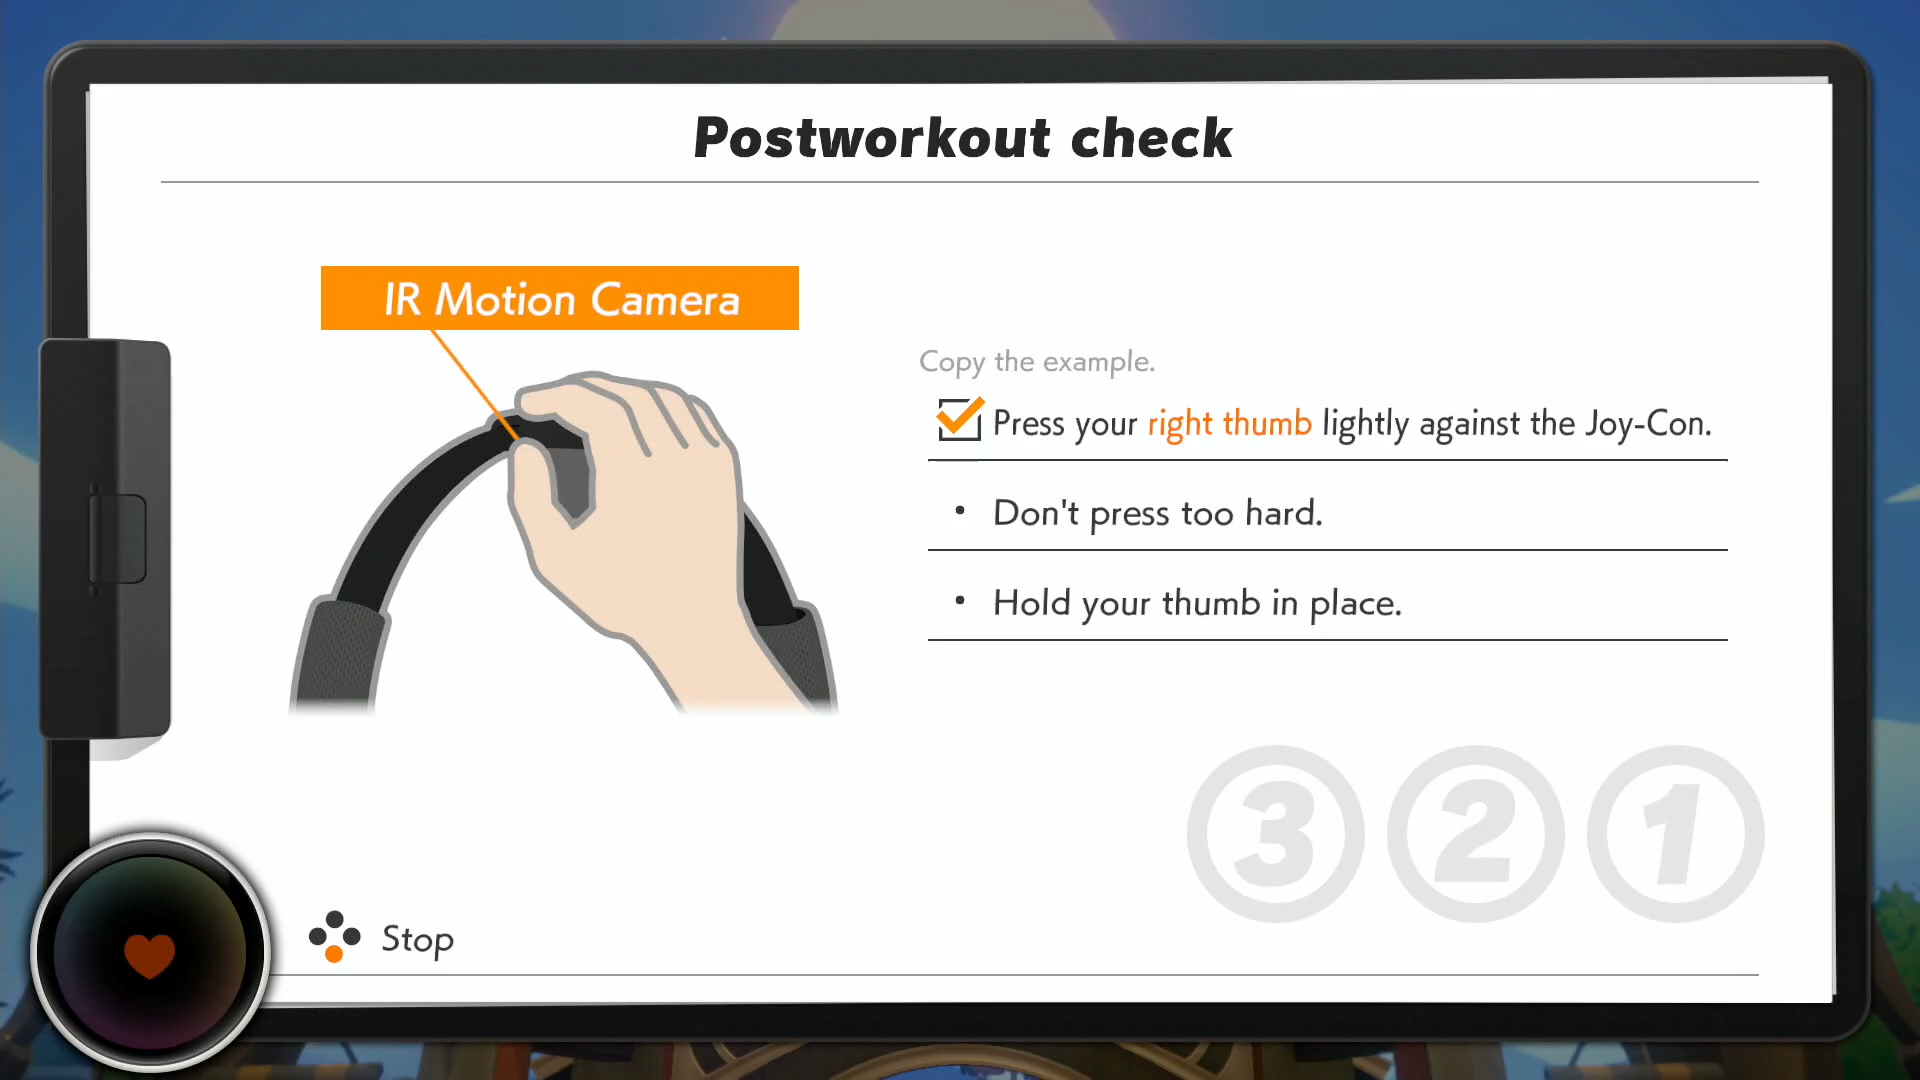 Postworkout check
IR Motion Camera
Copy the example.
Press your right thumb lightly against the Joy-Con.
• Don't press too hard.
• Hold your thumb in place.
3 2 1
Stop